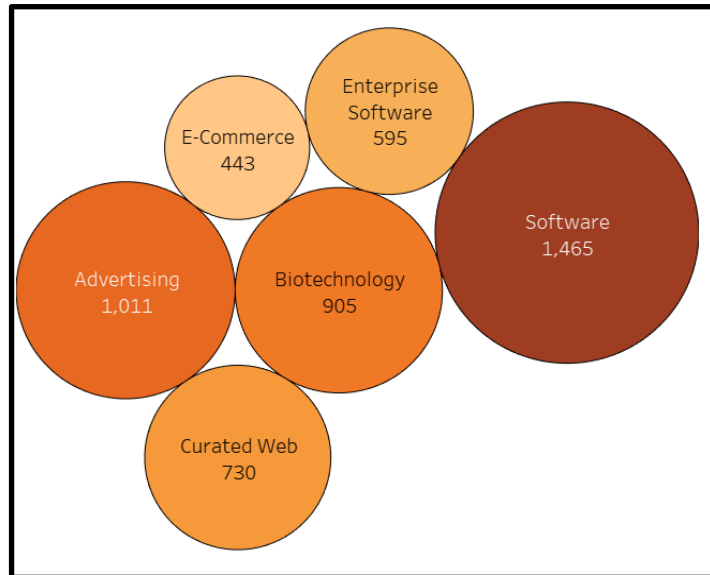 Enterprise
Software
595
E-Commerce
443
Software
1,465
Advertising
1,011
Biotechnology
905
Curated Web
730